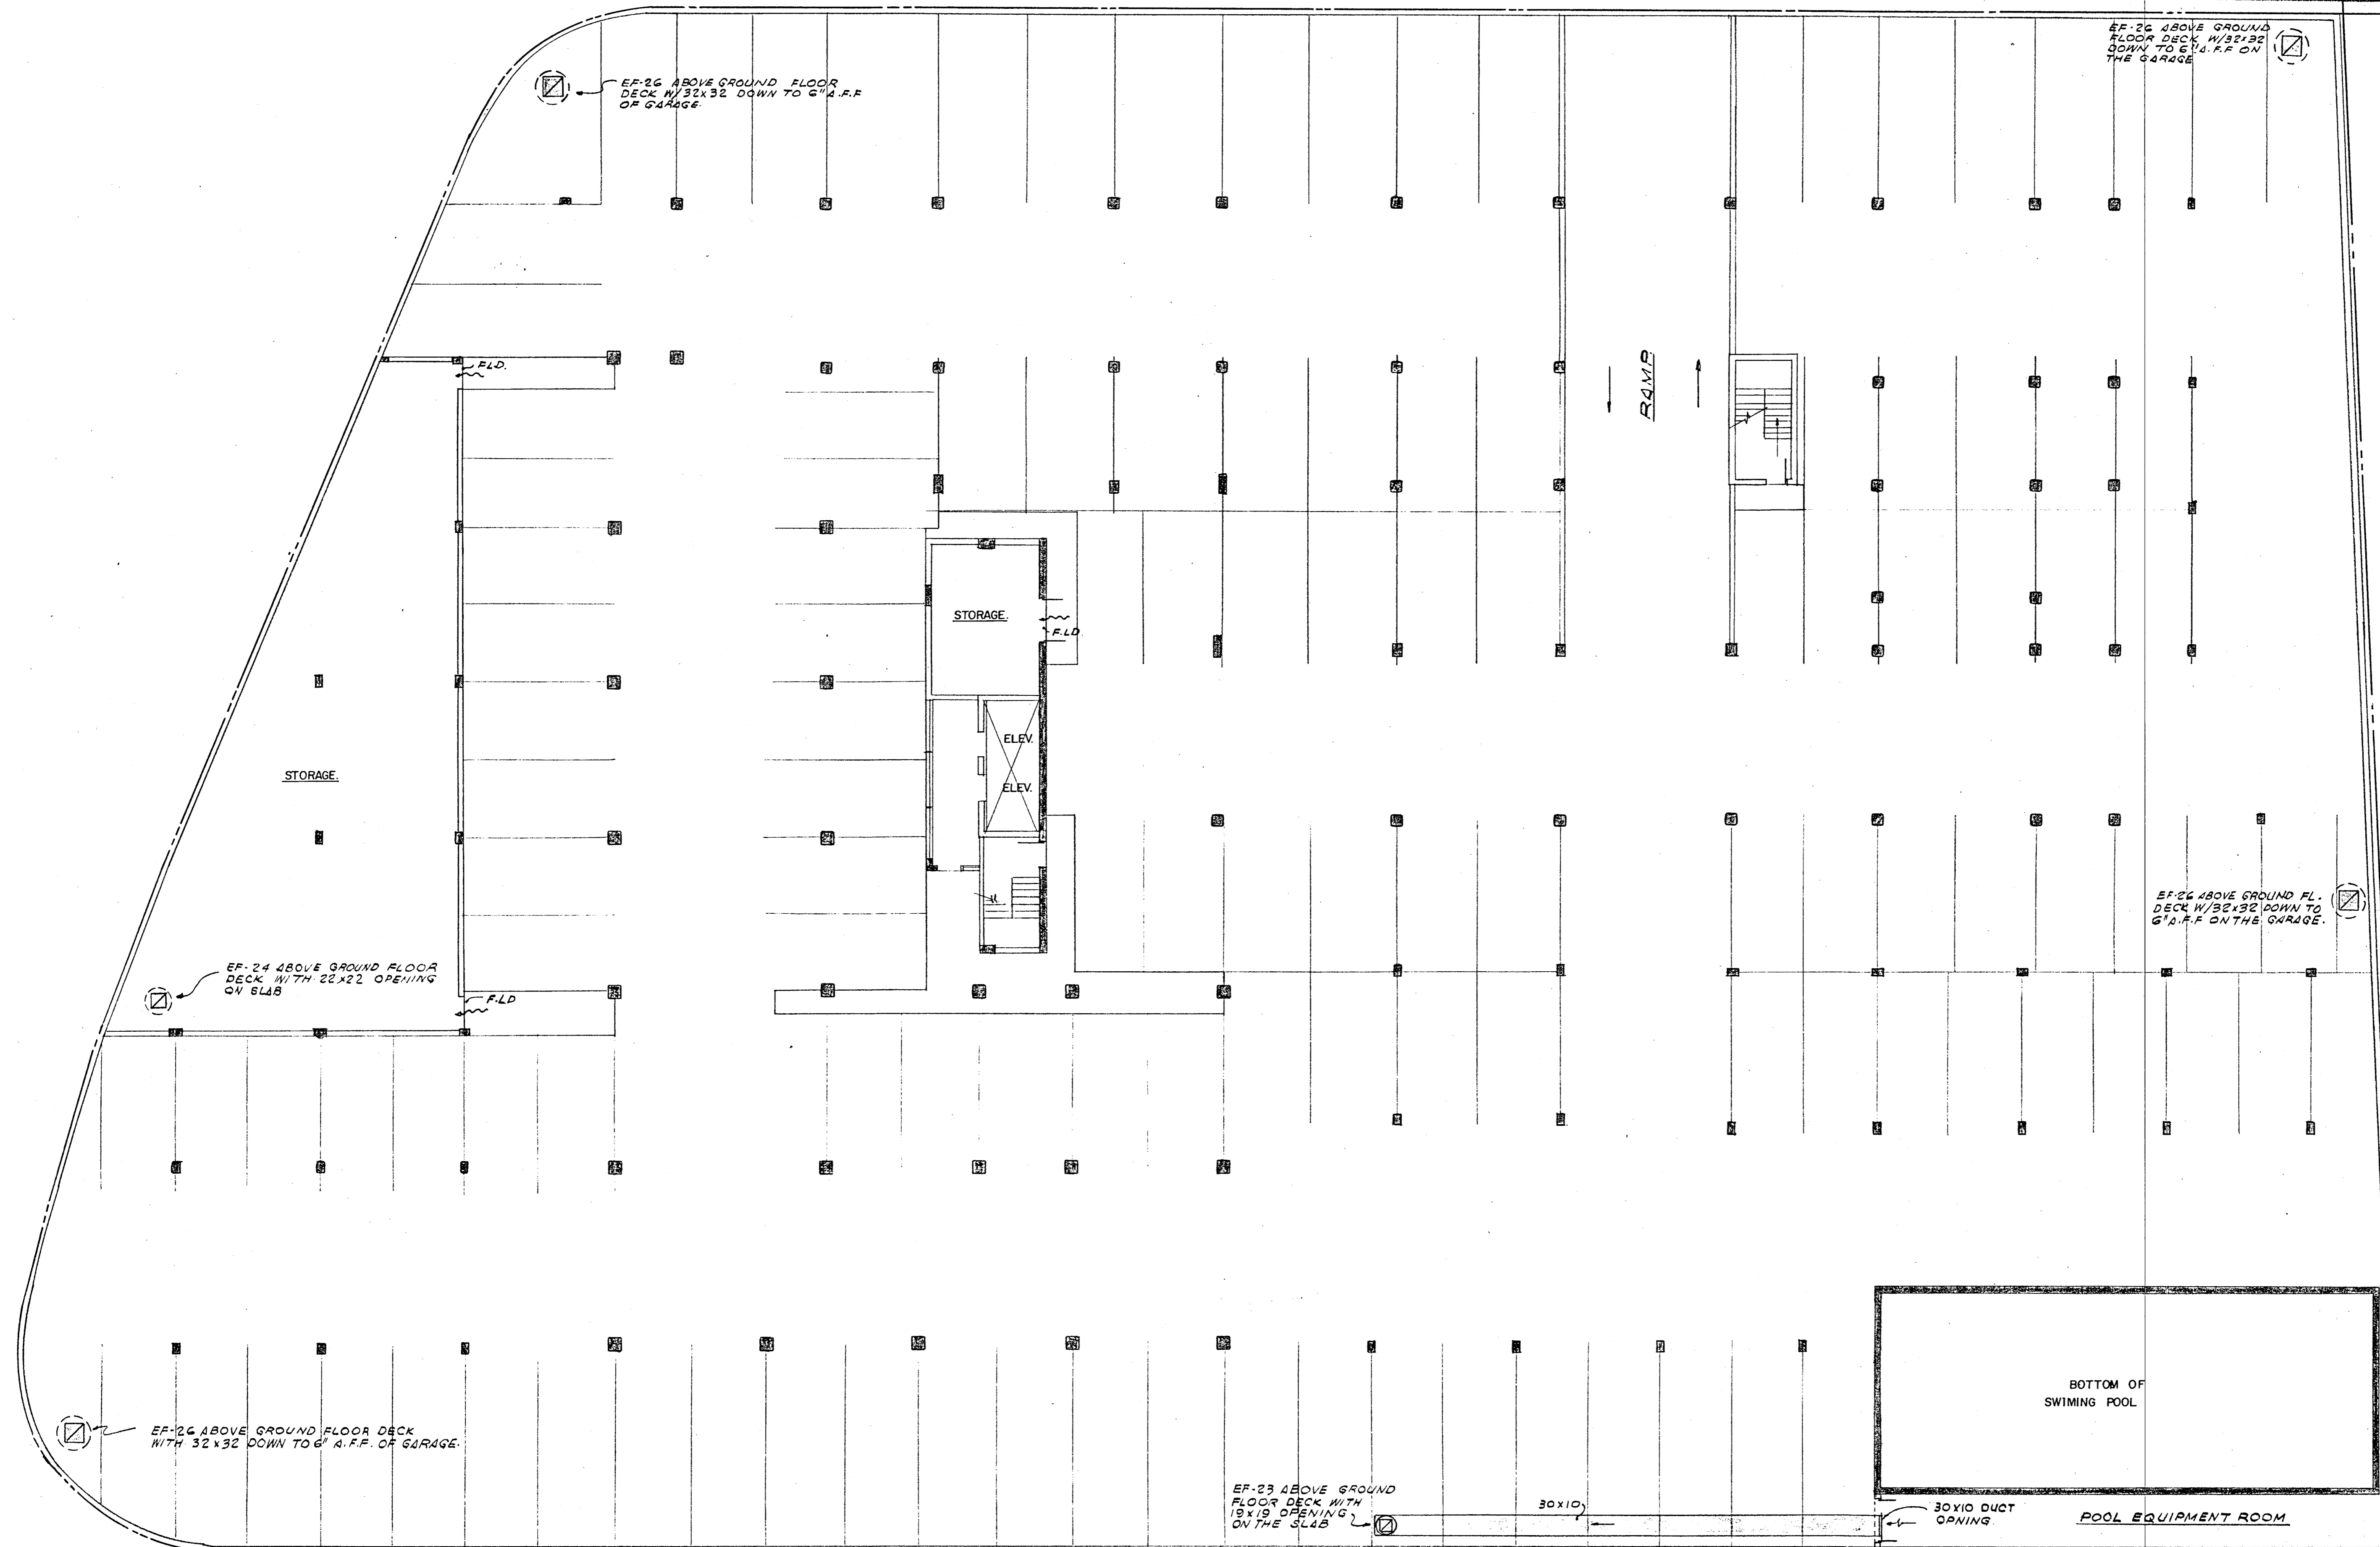 EF-26 ABOVE GROUND FLOOR
DECK W/32x32 DOWN TO 6" A.F.F
OF GARAGE.
EF-26 ABOVE GROUND
FLOOR DECK W/32x32
DOWN TO 6" A.F.F ON
THE GARAGE
F.L.D.
RAMP
STORAGE.
F.L.D.
ELEV.
ELEV.
STORAGE.
EF-26 ABOVE GROUND FL.
DECK W/32x32 DOWN TO
6" A.F.F ON THE GARAGE.
EF-24 ABOVE GROUND FLOOR
DECK WITH 22x22 OPENING
ON SLAB
F.L.D
BOTTOM OF
SWIMING POOL
EF-26 ABOVE GROUND FLOOR DECK
WITH 32x32 DOWN TO 6" A.F.F. OF GARAGE.
EF-23 ABOVE GROUND
FLOOR DECK WITH
19x19 OPENING
ON THE SLAB
30x10
30x10 DUCT
OPNING.
POOL EQUIPMENT ROOM